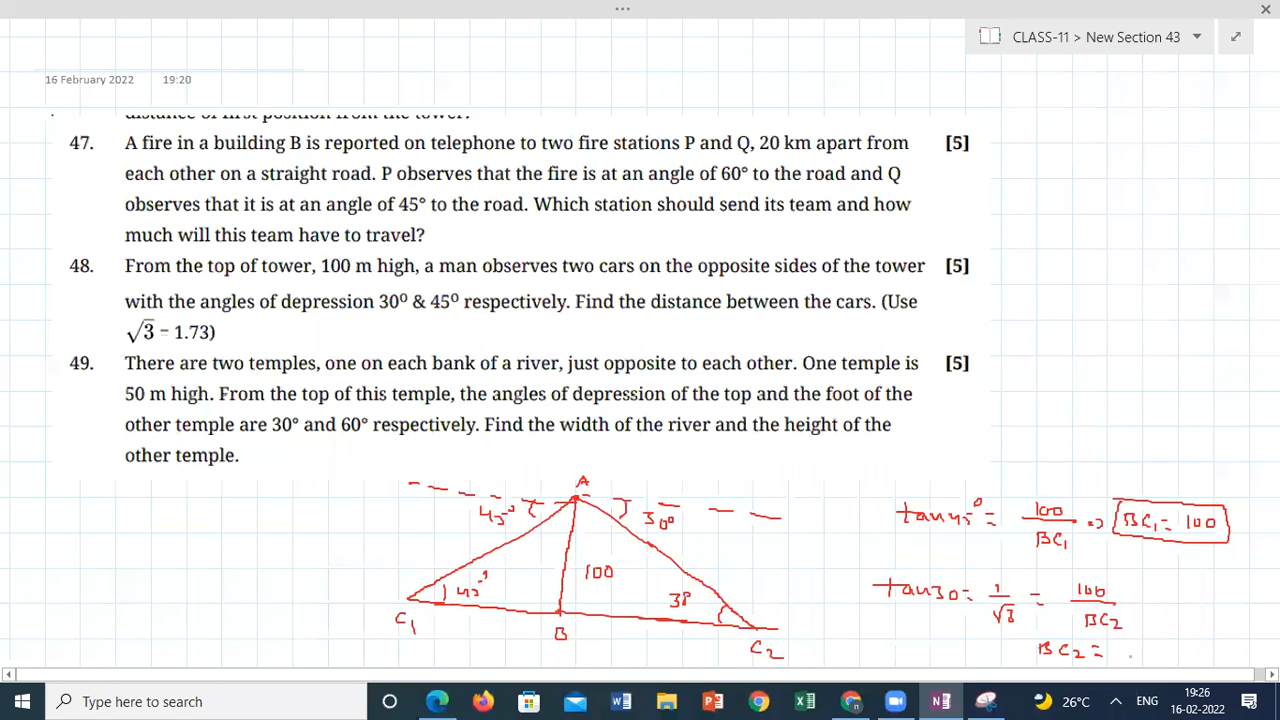 CLASS-11 > New Section 43
16 February 2022 19:20
distance of first position from the tower.
47. A fire in a building B is reported on telephone to two fire stations P and Q, 20 km apart from [5]
each other on a straight road. P observes that the fire is at an angle of 60° to the road and Q
observes that it is at an angle of 45° to the road. Which station should send its team and how
much will this team have to travel?
48. From the top of tower, 100 m high, a man observes two cars on the opposite sides of the tower [5]
with the angles of depression 30⁰ & 45⁰ respectively. Find the distance between the cars. (Use
√3 - 1.73)
49. There are two temples, one on each bank of a river, just opposite to each other. One temple is [5]
50 m high. From the top of this temple, the angles of depression of the top and the foot of the
other temple are 30° and 60° respectively. Find the width of the river and the height of the
other temple.
A
45° 30° tan45° = 100/BC₁ ⇒ BC₁ = 100
100
45° 30 tan30 = 1/√3 = 100/BC₂
C₁ B C₂ BC₂ =
Type here to search
26°C ENG 19:26
16-02-2022